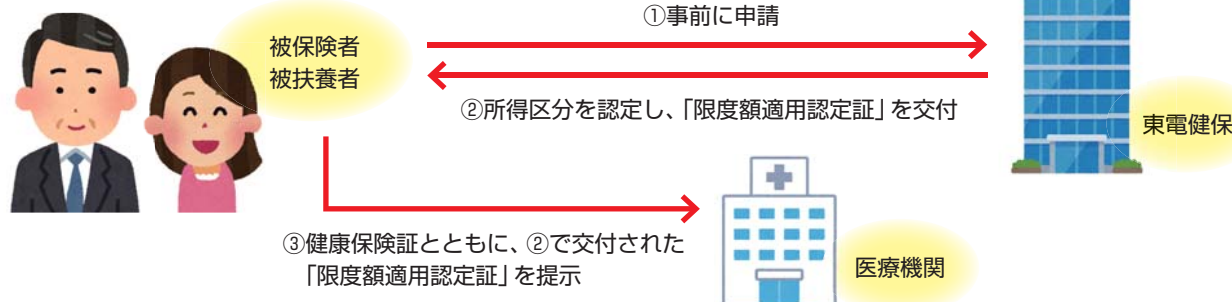 ①事前に申請
被保険者
被扶養者
②所得区分を認定し、「限度額適用認定証」を交付
東電健保
③健康保険証とともに、②で交付された
「限度額適用認定証」を提示
医療機関